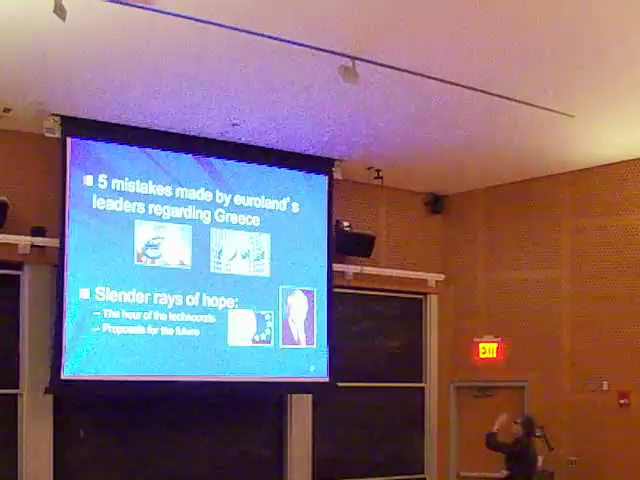 5 mistakes made by euroland's
leaders regarding Greece
Slender rays of hope:
– The hour of the technocrats
– Proposals for the future
EXIT